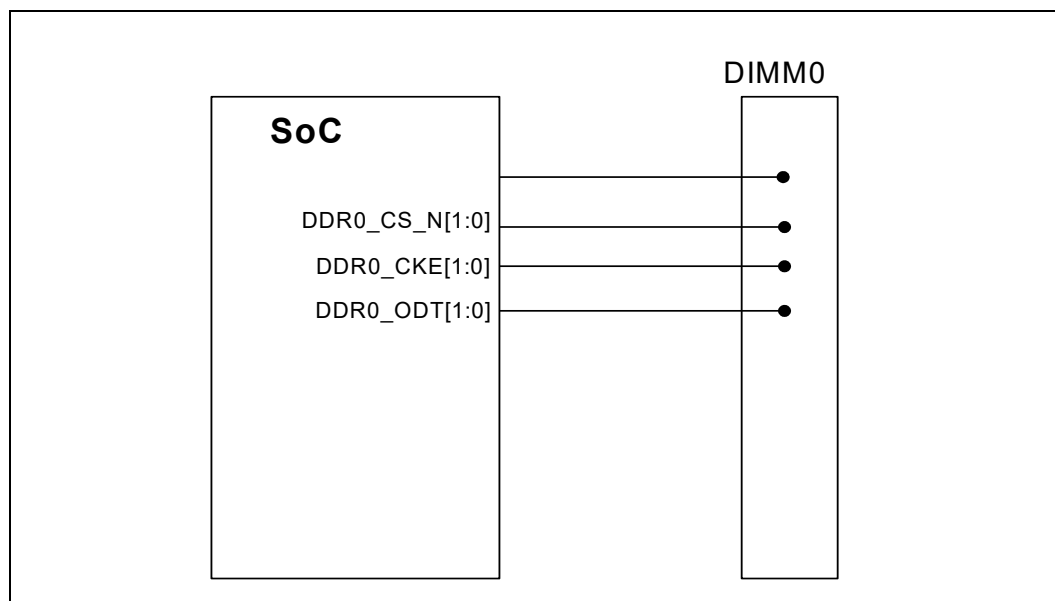 DIMM0
SoC
DDR0_CS_N[1:0]
DDR0_CKE[1:0]
DDR0_ODT[1:0]